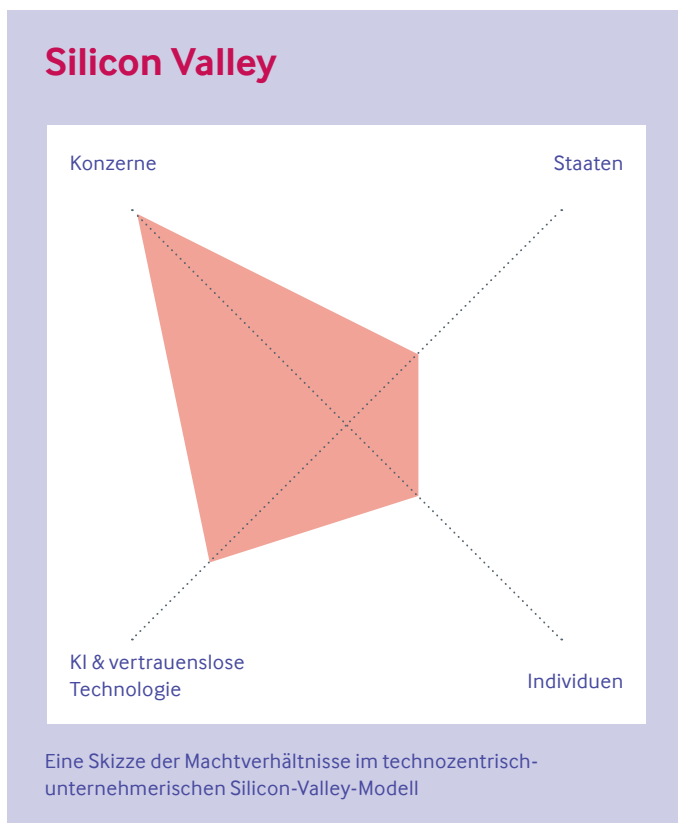 Silicon Valley
Konzerne
Staaten
KI & vertrauenslose
Technologie
Individuen
Eine Skizze der Machtverhältnisse im technozentrisch-
unternehmerischen Silicon-Valley-Modell